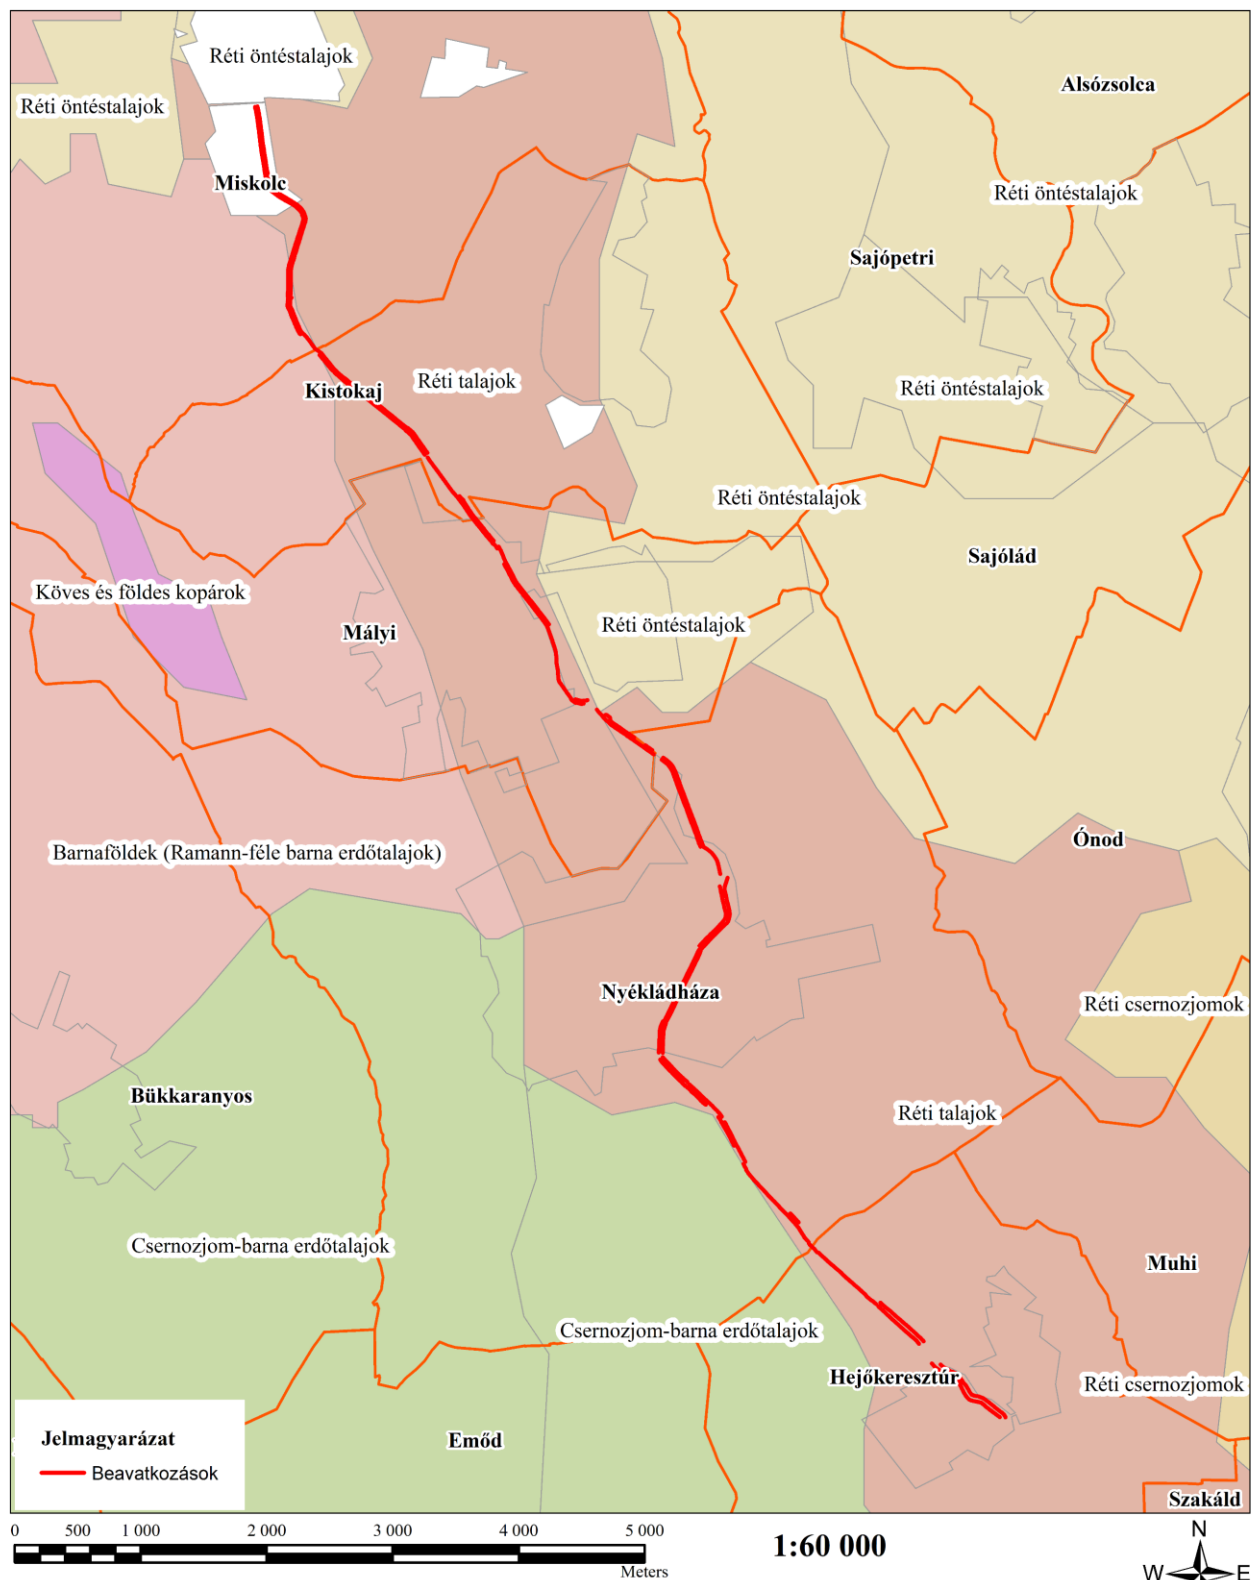 Réti öntéstalajok
Alsózsolca
Réti öntéstalajok
Miskolc
Réti öntéstalajok
Sajópetri
Réti talajok
Kistokaj
Réti öntéstalajok
Réti öntéstalajok
Sajólád
Köves és földes kopárok
Mályi
Réti öntéstalajok
Ónod
Barnaföldek (Ramann-féle barna erdőtalajok)
Nyékládháza
Réti csernozjomok
Bükkaranyos
Réti talajok
Csernozjom-barna erdőtalajok
Muhi
Csernozjom-barna erdőtalajok
Hejőkeresztúr
Réti csernozjomok
Jelmagyarázat
Emőd
Beavatkozások
Szakáld
0 500 1 000 2 000 3 000 4 000 5 000
Meters
1:60 000
N
W E